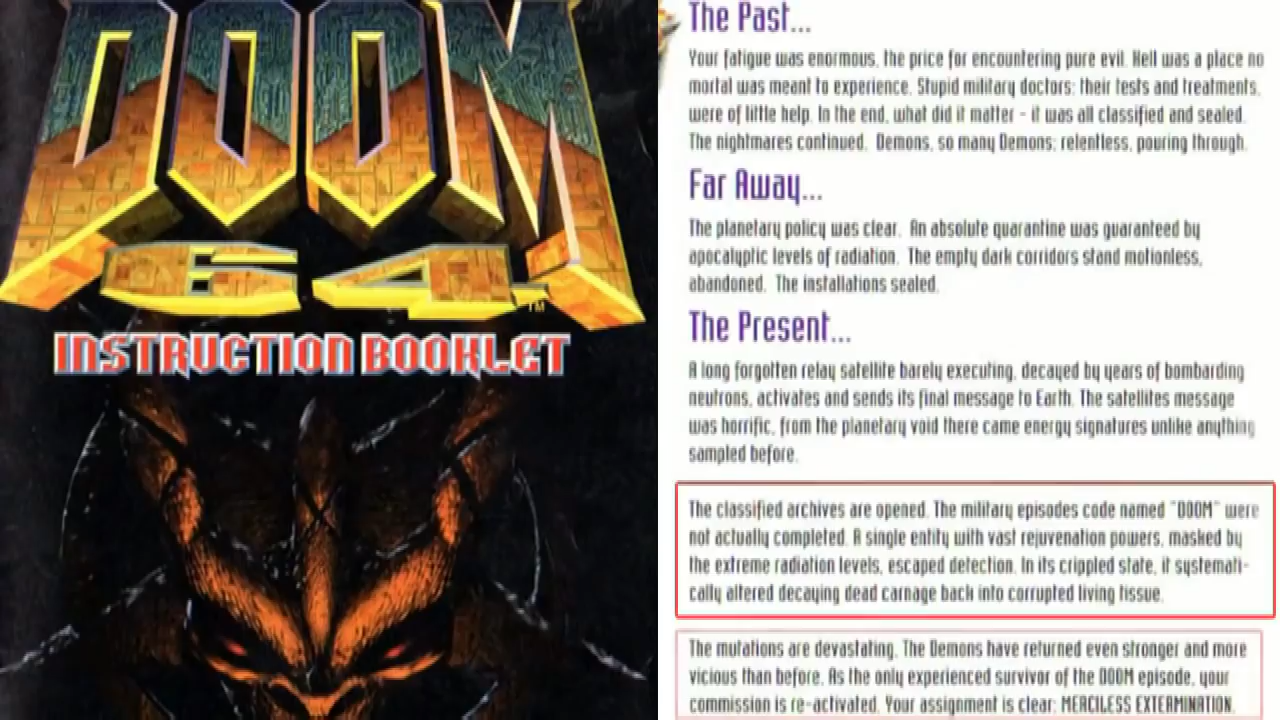 DOOM
64 TM
INSTRUCTION BOOKLET
The Past...
Your fatigue was enormous, the price for encountering pure evil. Hell was a place no
mortal was meant to experience. Stupid military doctors: their tests and treatments,
were of little help. In the end, what did it matter - it was all classified and sealed.
The nightmares continued. Demons, so many Demons; relentless, pouring through.
Far Away...
The planetary policy was clear. An absolute quarantine was guaranteed by
apocalyptic levels of radiation. The empty dark corridors stand motionless,
abandoned. The installations sealed.
The Present...
A long forgotten relay satellite barely executing, decayed by years of bombarding
neutrons, activates and sends its final message to Earth. The satellites message
was horrific, from the planetary void there came energy signatures unlike anything
sampled before.
The classified archives are opened. The military episodes code named "DOOM" were
not actually completed. A single entity with vast rejuvenation powers, masked by
the extreme radiation levels, escaped detection. In its crippled state, it systemati-
cally altered decaying dead carnage back into corrupted living tissue.
The mutations are devastating. The Demons have returned even stronger and more
vicious than before. As the only experienced survivor of the DOOM episode, your
commission is re-activated. Your assignment is clear: MERCILESS EXTERMINATION.